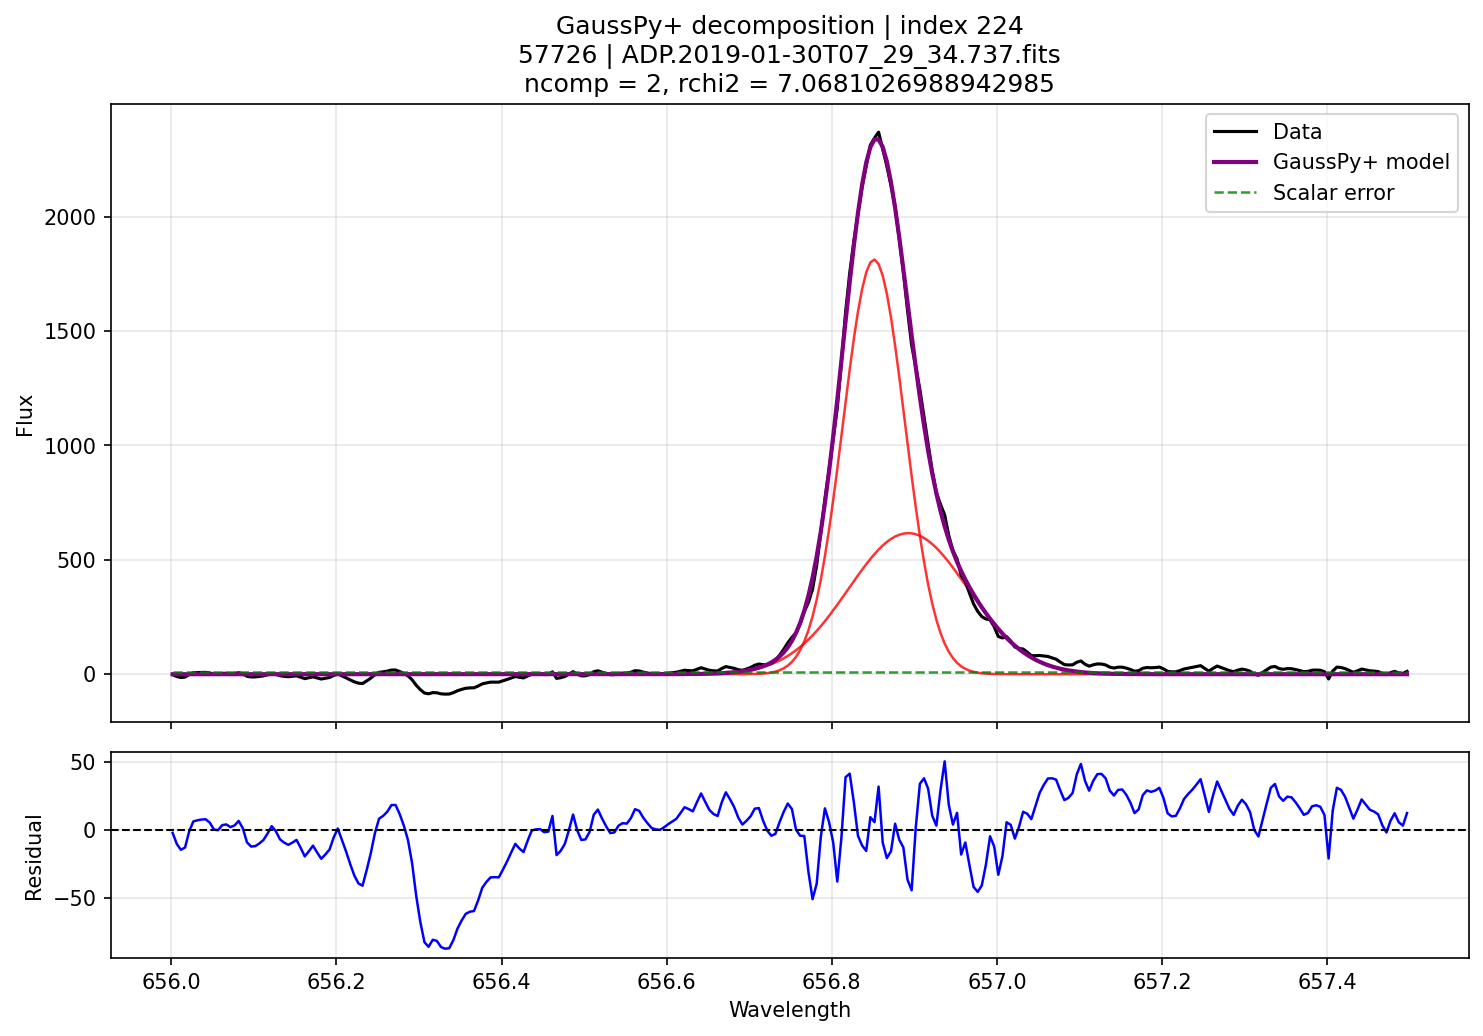 GaussPy+ decomposition | index 224
57726 | ADP.2019-01-30T07_29_34.737.fits
ncomp = 2, rchi2 = 7.0681026988942985
Data
GaussPy+ model
Scalar error
Flux
2000
1500
1000
500
0
Residual
50
0
−50
656.0 656.2 656.4 656.6 656.8 657.0 657.2 657.4
Wavelength